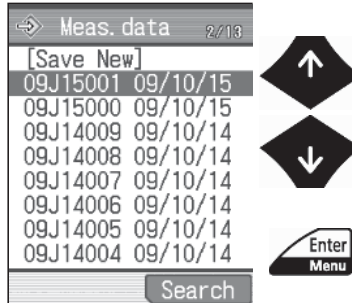 Meas.data 2/13
[Save New]
09J15001 09/10/15
09J15000 09/10/15
09J14009 09/10/14
09J14008 09/10/14
09J14007 09/10/14
09J14006 09/10/14
09J14005 09/10/14
09J14004 09/10/14
Search
Enter
Menu